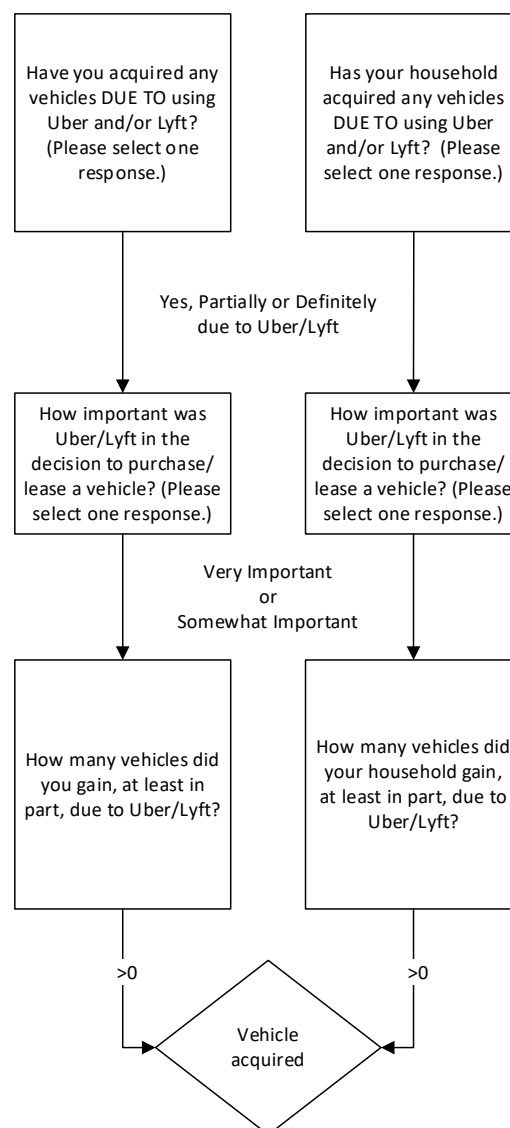 Have you acquired any
vehicles DUE TO using
Uber and/or Lyft?
(Please select one
response.)
Has your household
acquired any vehicles
DUE TO using Uber
and/or Lyft?  (Please
select one response.)
Yes, Partially or Definitely
due to Uber/Lyft
How important was
Uber/Lyft in the
decision to purchase/
lease a vehicle? (Please
select one response.)
How important was
Uber/Lyft in the
decision to purchase/
lease a vehicle? (Please
select one response.)
Very Important
or
Somewhat Important
How many vehicles did
you gain, at least in
part, due to Uber/Lyft?
How many vehicles did
your household gain,
at least in part, due to
Uber/Lyft?
>0
>0
Vehicle
acquired